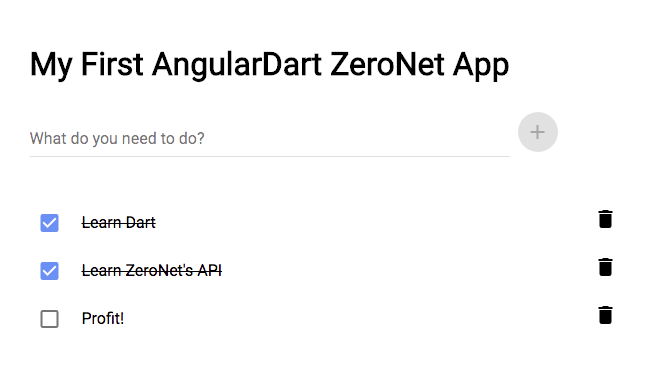 My First AngularDart ZeroNet App
What do you need to do?
Learn Dart
Learn ZeroNet's API
Profit!